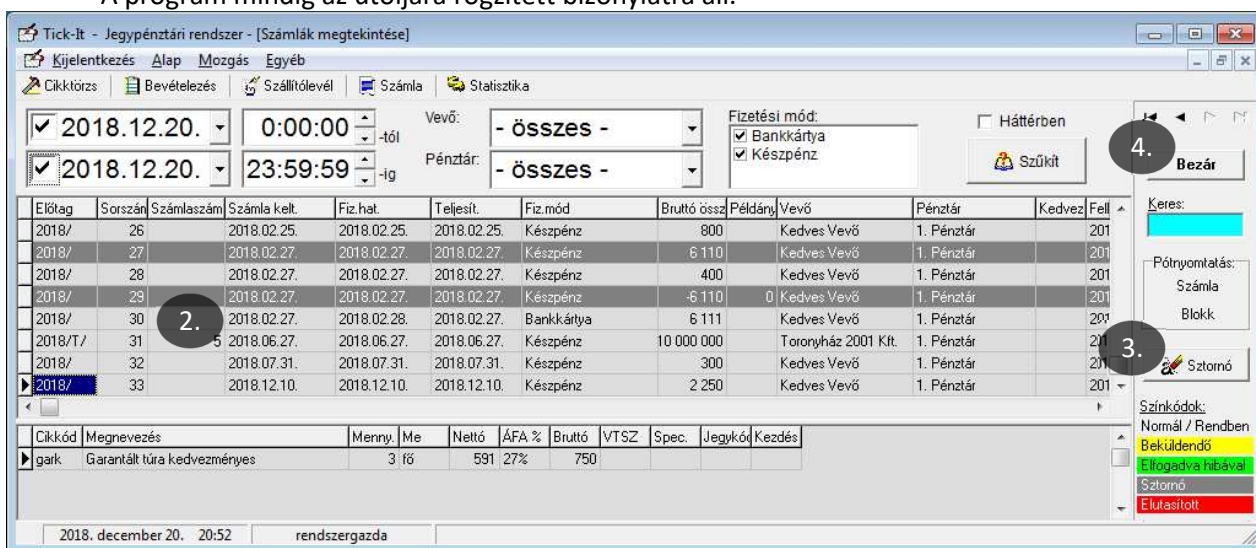 A program mindig az utoljára rögzített bizonylatra áll.
Tick-It - Jegypénztári rendszer - [Számlák megtekintése]
Kijelentkezés Alap Mozgás Egyéb
Cikktörzs Bevételezés Szállítólevél Számla Statisztika
2018.12.20. 0:00:00 -tól Vevő: - összes - Fizetési mód: Háttérben
Bankkártya
Készpénz
2018.12.20. 23:59:59 -ig Pénztár: - összes - Szűkít
4.
Bezár
Előtag Sorszán Számlaszám Számla kelt. Fiz.hat. Teljesít. Fiz.mód Bruttó össz Példány Vevő Pénztár Kedvez Fell
2018/ 26 2018.02.25. 2018.02.25. 2018.02.25. Készpénz 800 Kedves Vevő 1. Pénztár 201
2018/ 27 2018.02.27. 2018.02.27. 2018.02.27. Készpénz 6 110 Kedves Vevő 1. Pénztár 201
2018/ 28 2018.02.27. 2018.02.27. 2018.02.27. Készpénz 400 Kedves Vevő 1. Pénztár 201
2018/ 29 2018.02.27. 2018.02.27. 2018.02.27. Készpénz -6 110 0 Kedves Vevő 1. Pénztár 201
2018/ 30 2. 2018.02.27. 2018.02.28. 2018.02.27. Bankkártya 6 111 Kedves Vevő 1. Pénztár 201
2018/T/ 31 5 2018.06.27. 2018.06.27. 2018.06.27. Készpénz 10 000 000 Toronyház 2001 Kft. 1. Pénztár 201
2018/ 32 2018.07.31. 2018.07.31. 2018.07.31. Készpénz 300 Kedves Vevő 1. Pénztár 201
2018/ 33 2018.12.10. 2018.12.10. 2018.12.10. Készpénz 2 250 Kedves Vevő 1. Pénztár 201
Keres:
Pótnyomtatás:
Számla
Blokk
3.
Sztornó
Cikkód Megnevezés Menny. Me Nettó ÁFA % Bruttó VTSZ Spec. Jegykód Kezdés
gark Garantált túra kedvezményes 3 fő 591 27% 750
Színkódok:
Normál / Rendben
Beküldendő
Elfogadva hibával
Sztornó
Elutasított
2018. december 20. 20:52 rendszergazda